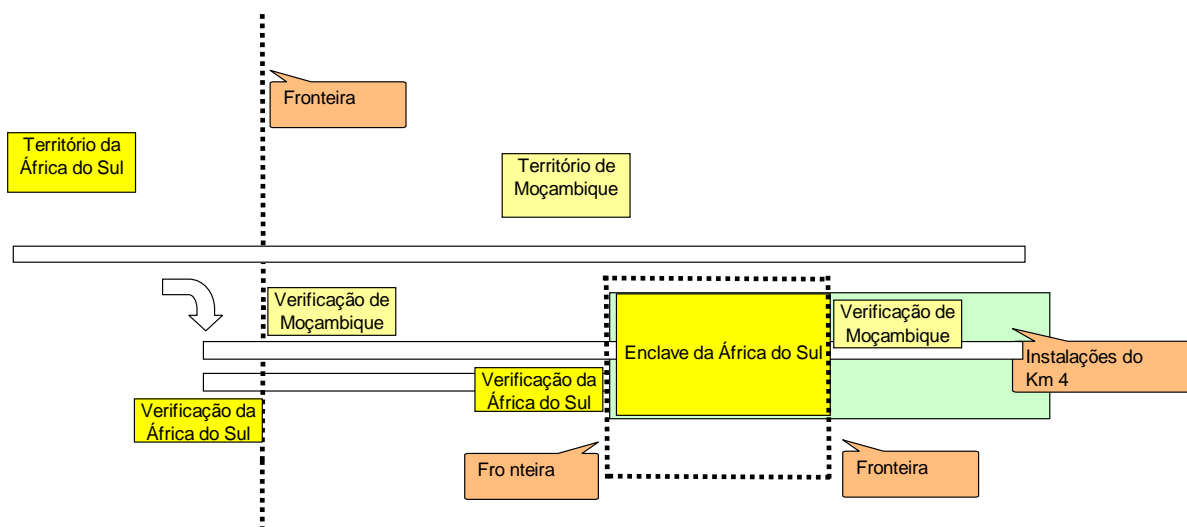 Fronteira
Território da
África do Sul
Território de
Moçambique
Verificação de
Moçambique
Enclave da África do Sul
Verificação de
Moçambique
Instalações do
Km 4
Verificação da
África do Sul
Verificação da
África do Sul
Fro nteira
Fronteira